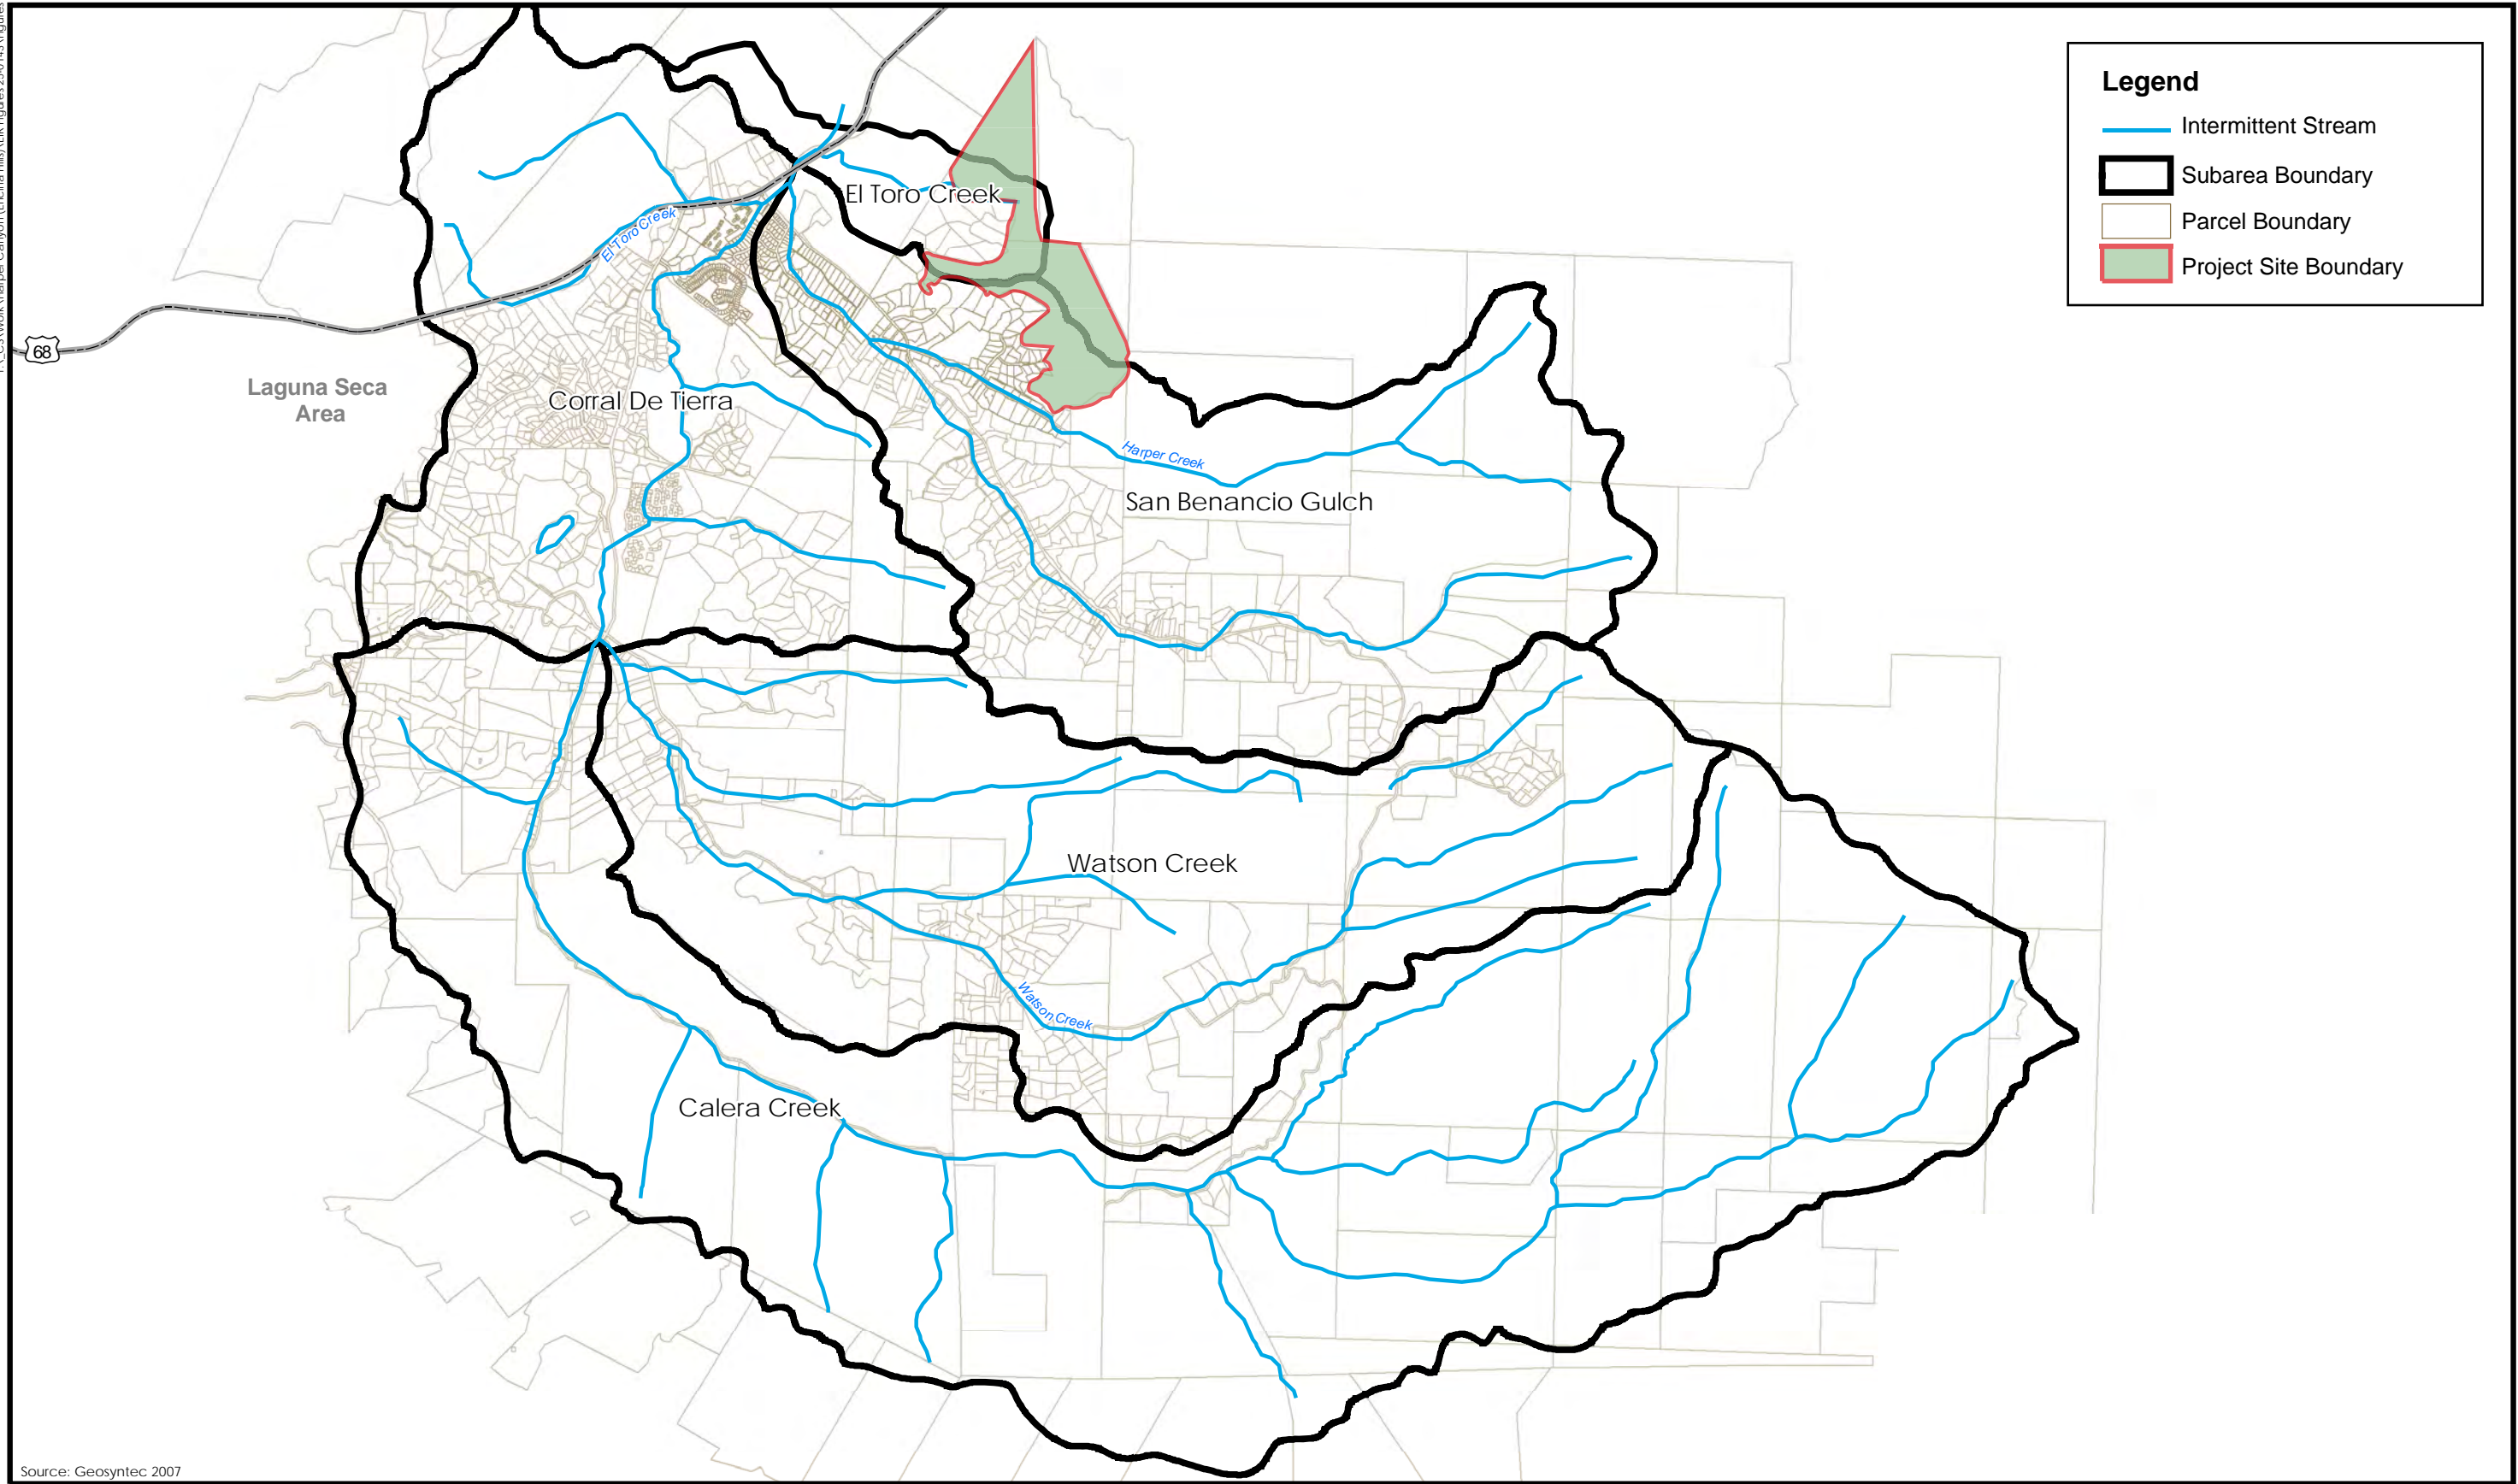 Legend
Intermittent Stream
Subarea Boundary
Parcel Boundary
Project Site Boundary
El Toro Creek
El Toro Creek
68
Laguna Seca
Area
Corral De Tierra
Harper Creek
San Benancio Gulch
Watson Creek
Watson Creek
Calera Creek
Source: Geosyntec 2007